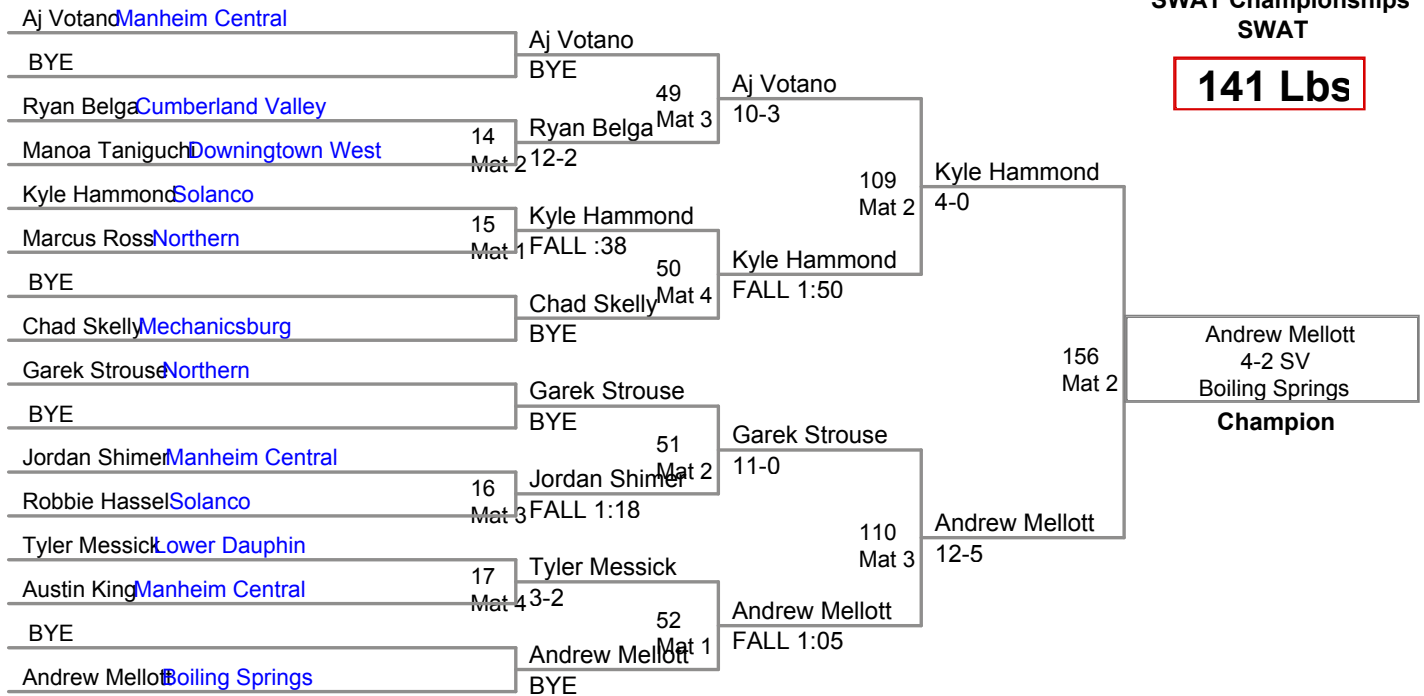 SWAT Championships
SWAT
141 Lbs
Aj Votano Manheim Central
BYE
Ryan Belga Cumberland Valley
Manoa Taniguchi Downingtown West
Kyle Hammond Solanco
Marcus Ross Northern
BYE
Chad Skelly Mechanicsburg
Garek Strouse Northern
BYE
Jordan Shimer Manheim Central
Robbie Hassel Solanco
Tyler Messick Lower Dauphin
Austin King Manheim Central
BYE
Andrew Mellott Boiling Springs
14
Mat 2
15
Mat 1
16
Mat 3
17
Mat 4
Aj Votano
BYE
Ryan Belga
12-2
Kyle Hammond
FALL :38
Chad Skelly
BYE
Garek Strouse
BYE
Jordan Shimer
FALL 1:18
Tyler Messick
3-2
Andrew Mellott
BYE
49
Mat 3
50
Mat 4
51
Mat 2
52
Mat 1
Aj Votano
10-3
Kyle Hammond
FALL 1:50
Garek Strouse
11-0
Andrew Mellott
FALL 1:05
109
Mat 2
110
Mat 3
Kyle Hammond
4-0
Andrew Mellott
12-5
156
Mat 2
Andrew Mellott
4-2 SV
Boiling Springs
Champion